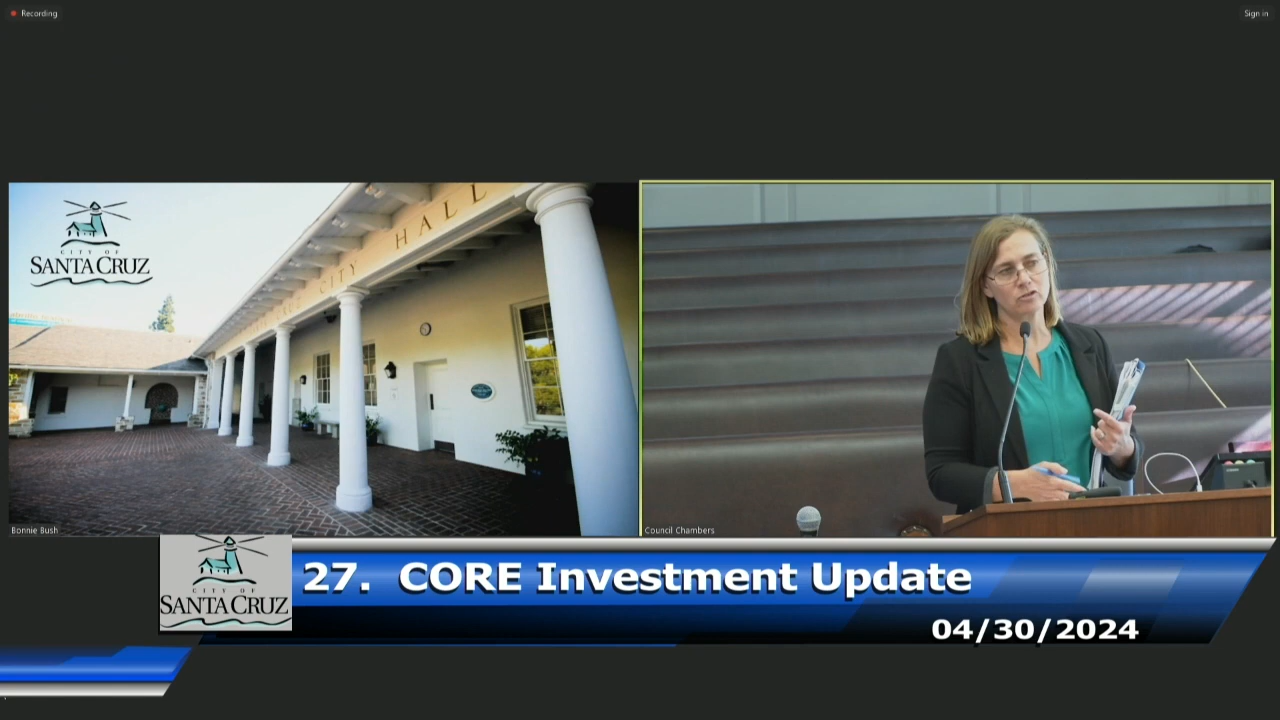 Recording
Sign in
CITY OF
SANTA CRUZ
CITY HALL
Bonnie Bush
Council Chambers
CITY OF
SANTA CRUZ
27. CORE Investment Update
04/30/2024